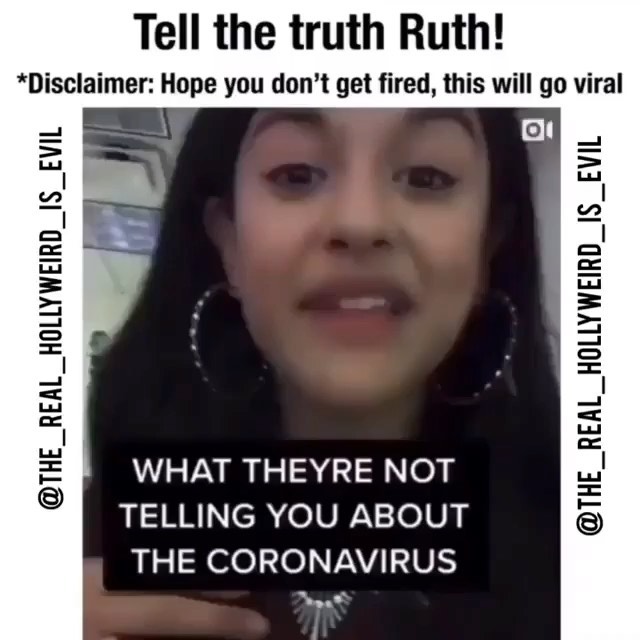 Tell the truth Ruth!
*Disclaimer: Hope you don't get fired, this will go viral
@THE_REAL_HOLLYWEIRD_IS_EVIL
@THE_REAL_HOLLYWEIRD_IS_EVIL
WHAT THEYRE NOT
TELLING YOU ABOUT
THE CORONAVIRUS